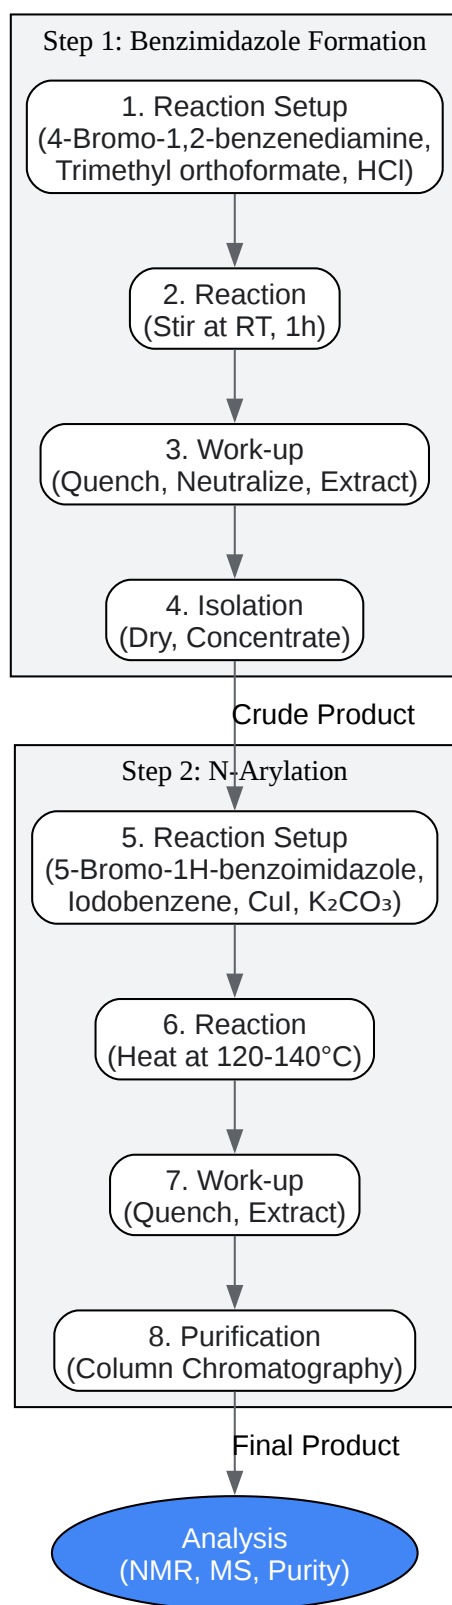 Step 1: Benzimidazole Formation
1. Reaction Setup
(4-Bromo-1,2-benzenediamine,
Trimethyl orthoformate, HCl)
2. Reaction
(Stir at RT, 1h)
3. Work-up
(Quench, Neutralize, Extract)
4. Isolation
(Dry, Concentrate)
Crude Product
Step 2: N-Arylation
5. Reaction Setup
(5-Bromo-1H-benzoimidazole,
Iodobenzene, CuI, K₂CO₃)
6. Reaction
(Heat at 120-140°C)
7. Work-up
(Quench, Extract)
8. Purification
(Column Chromatography)
Final Product
Analysis
(NMR, MS, Purity)